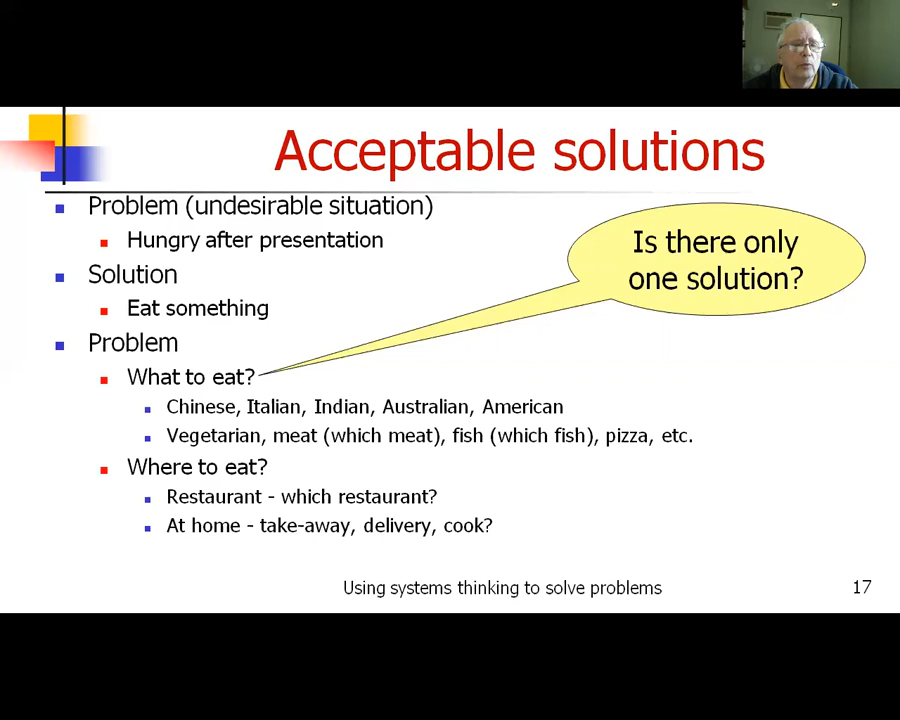 Acceptable solutions
Problem (undesirable situation)
Hungry after presentation
Solution
Eat something
Problem
What to eat?
Chinese, Italian, Indian, Australian, American
Vegetarian, meat (which meat), fish (which fish), pizza, etc.
Where to eat?
Restaurant - which restaurant?
At home - take-away, delivery, cook?
Is there only
one solution?
Using systems thinking to solve problems
17